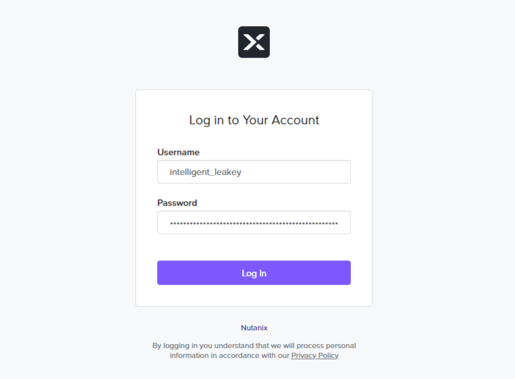 Log in to Your Account
Username
intelligent_leakey
Password
••••••••••••••••••••••••••••••••••••••••••••••••••
Log In
Nutanix
By logging in you understand that we will process personal
information in accordance with our Privacy Policy